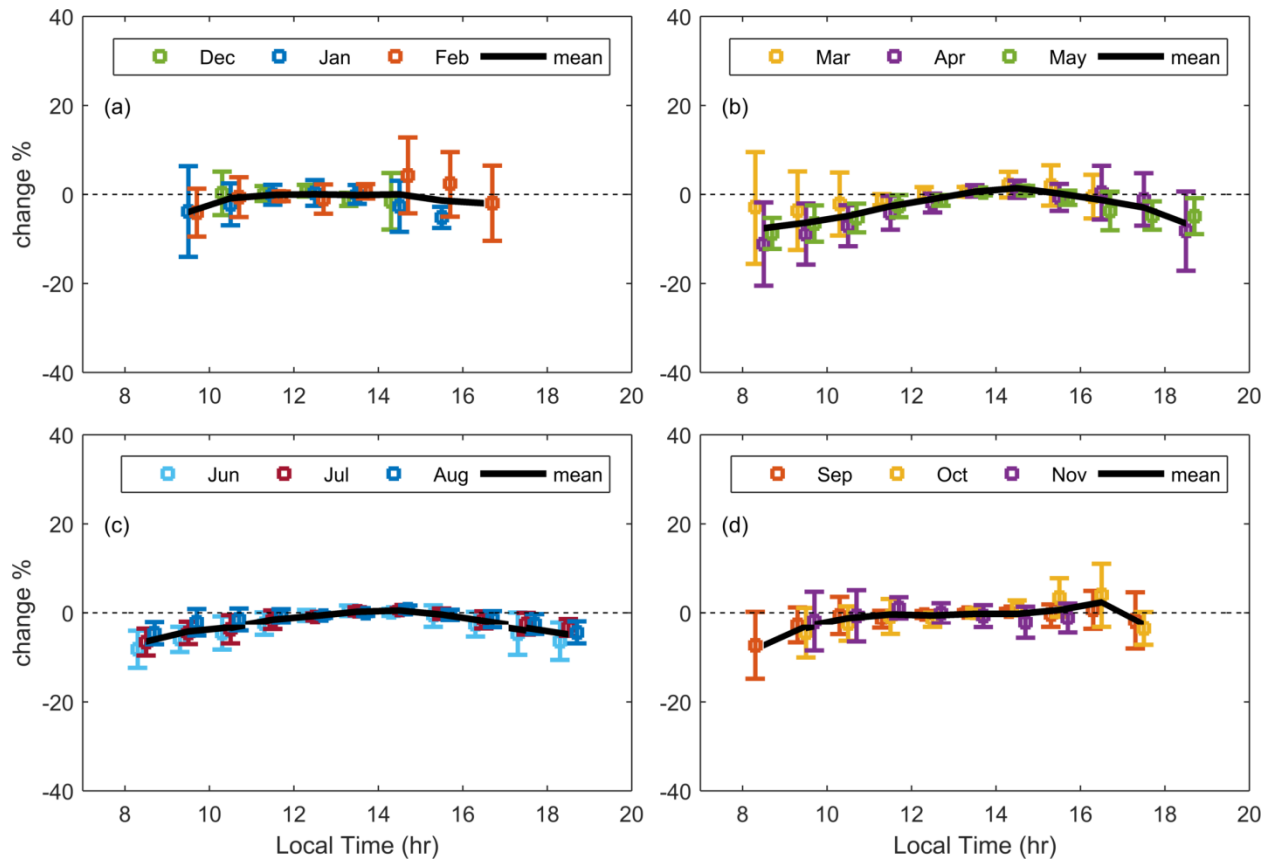 40
Dec Jan Feb mean
20
(a)
0
-20
-40
change %
8 10 12 14 16 18 20
40
Mar Apr May mean
20
(b)
0
-20
-40
8 10 12 14 16 18 20
40
Jun Jul Aug mean
20
(c)
0
-20
-40
change %
8 10 12 14 16 18 20
Local Time (hr)
40
Sep Oct Nov mean
20
(d)
0
-20
-40
8 10 12 14 16 18 20
Local Time (hr)